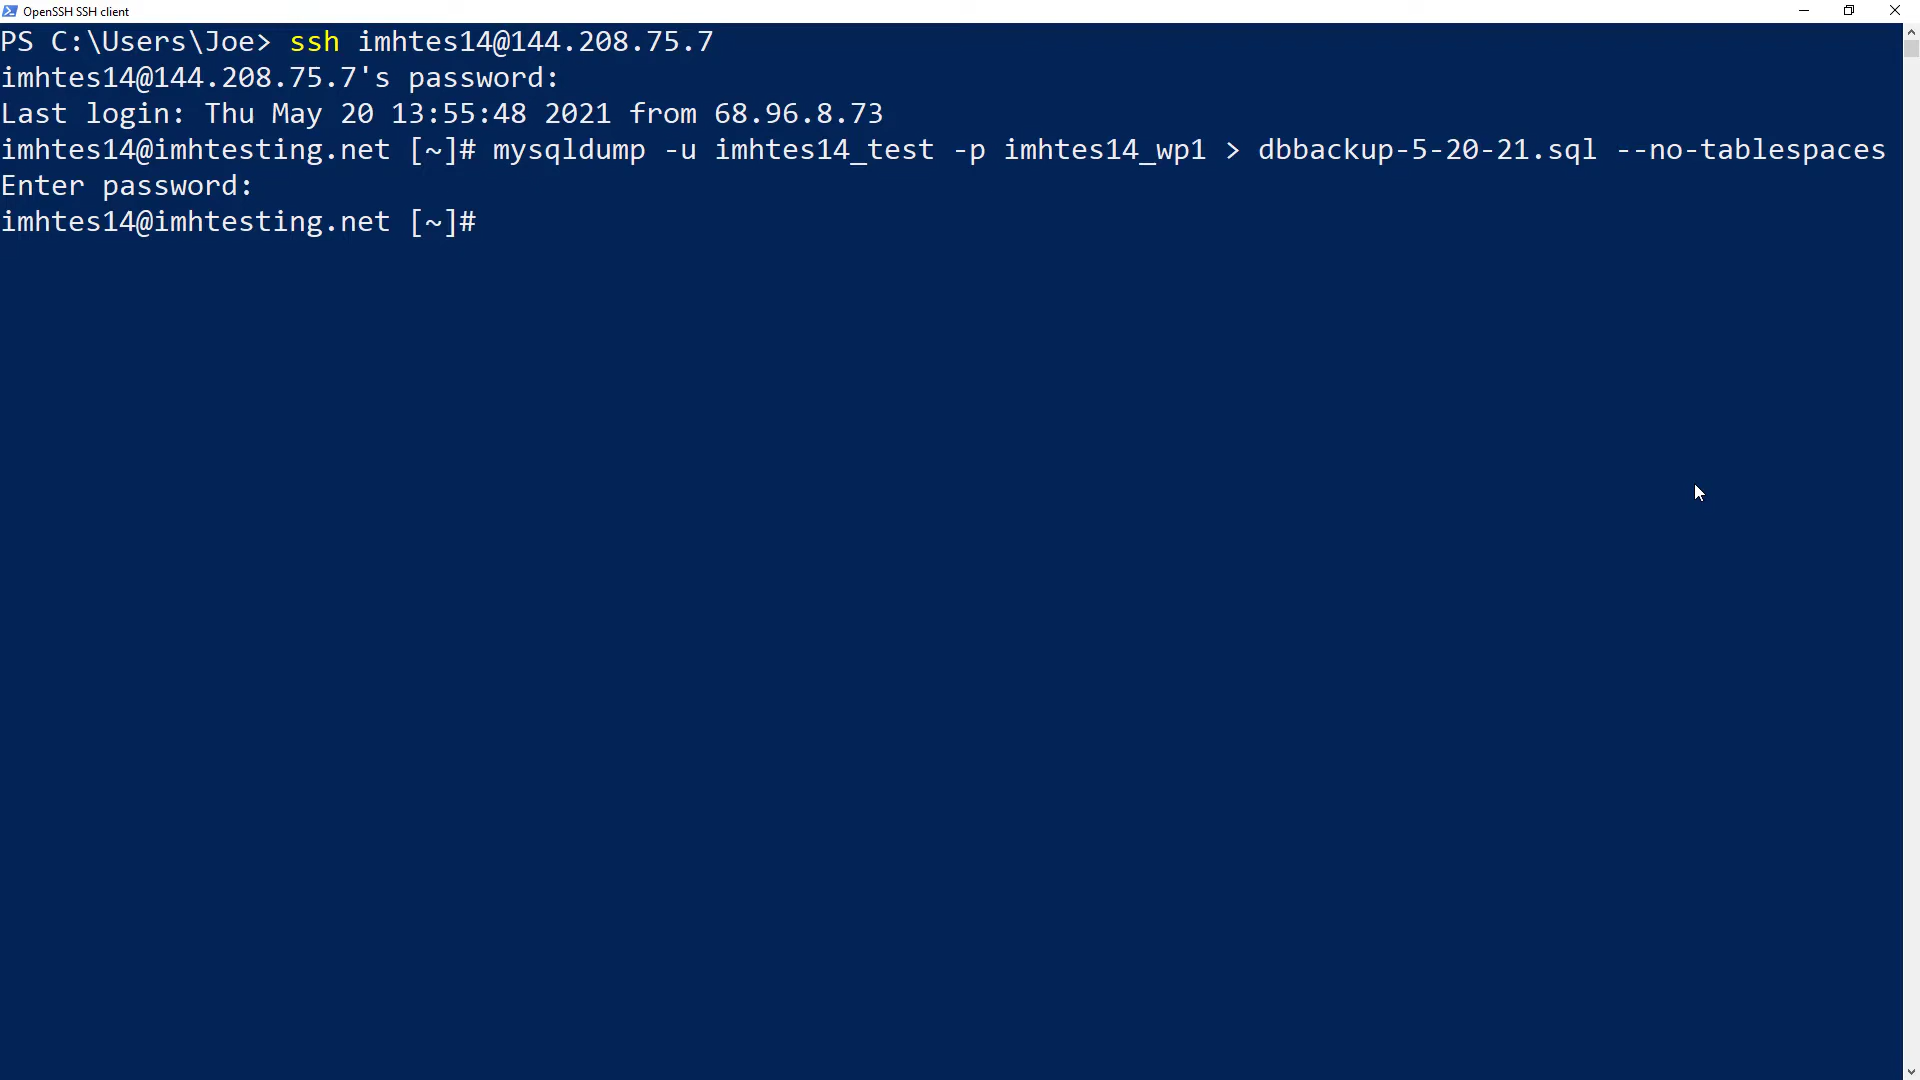 OpenSSH SSH client
PS C:\Users\Joe> ssh imhtes14@144.208.75.7
imhtes14@144.208.75.7's password:
Last login: Thu May 20 13:55:48 2021 from 68.96.8.73
imhtes14@imhtesting.net [~]# mysqldump -u imhtes14_test -p imhtes14_wp1 > dbbackup-5-20-21.sql --no-tablespaces
Enter password:
imhtes14@imhtesting.net [~]#